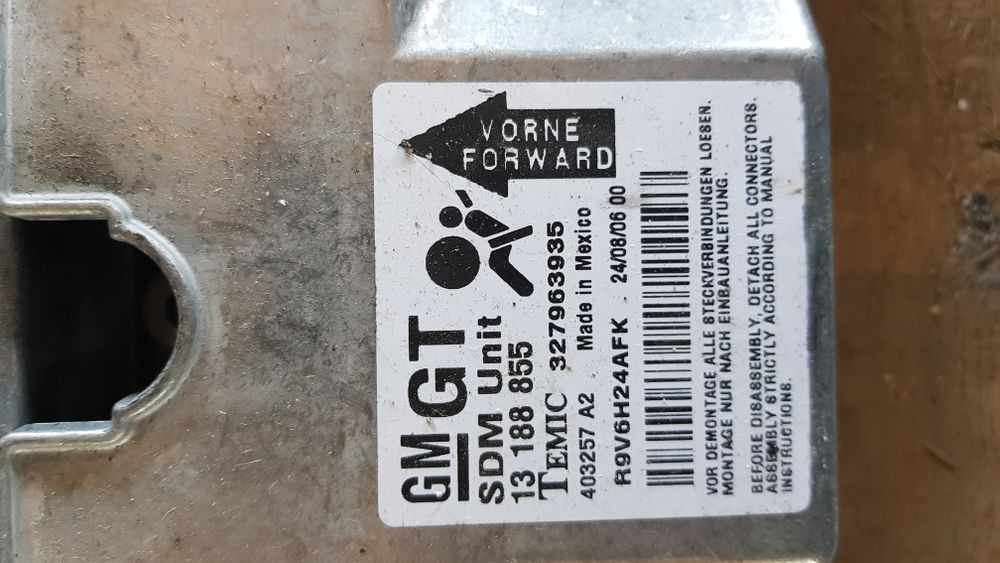 VORNE
FORWARD
GM GT
SDM Unit
13 188 855
TEMIC 327963935
403257 A2 Made in Mexico
R9V6H24AFK . 24/08/06 00
VOR DEMONTAGE ALLE STECKVERBINDUNGEN LOESEN.
MONTAGE NUR NACH EINBAUANLEITUNG.
BEFORE DISASSEMBLY, DETACH ALL CONNECTORS.
ASSEMBLY STRICTLY ACCORDING TO MANUAL
INSTRUCTIONS.